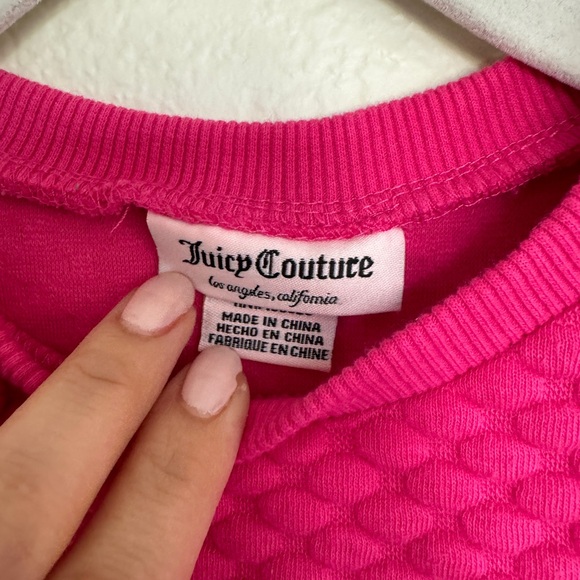 Juicy Couture
los angeles, california
MADE IN CHINA
HECHO EN CHINA
FABRIQUE EN CHINE